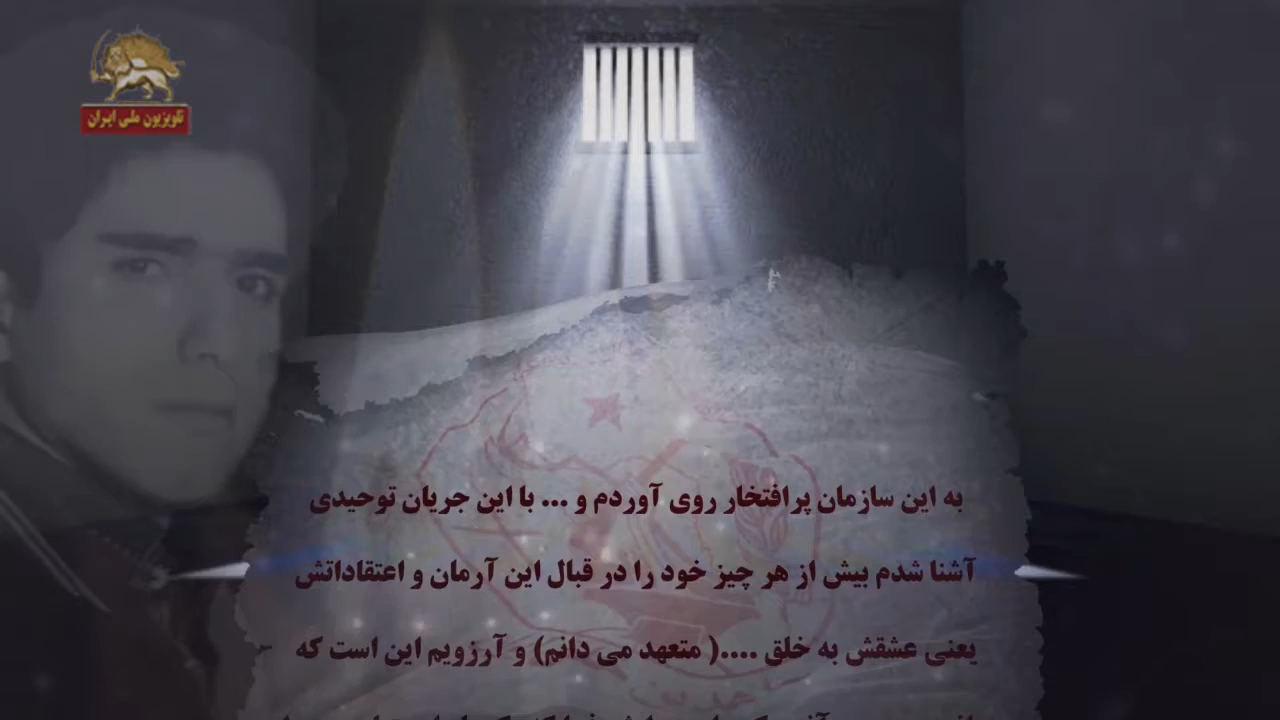 تلویزیون ملی ایران
به این سازمان پرافتخار روی آوردم و ... با این جریان توحیدی
آشنا شدم بیش از هر چیز خود را در قبال این آرمان و اعتقاداتش
یعنی عشقش به خلق ....( متعهد می دانم) و آرزویم این است که